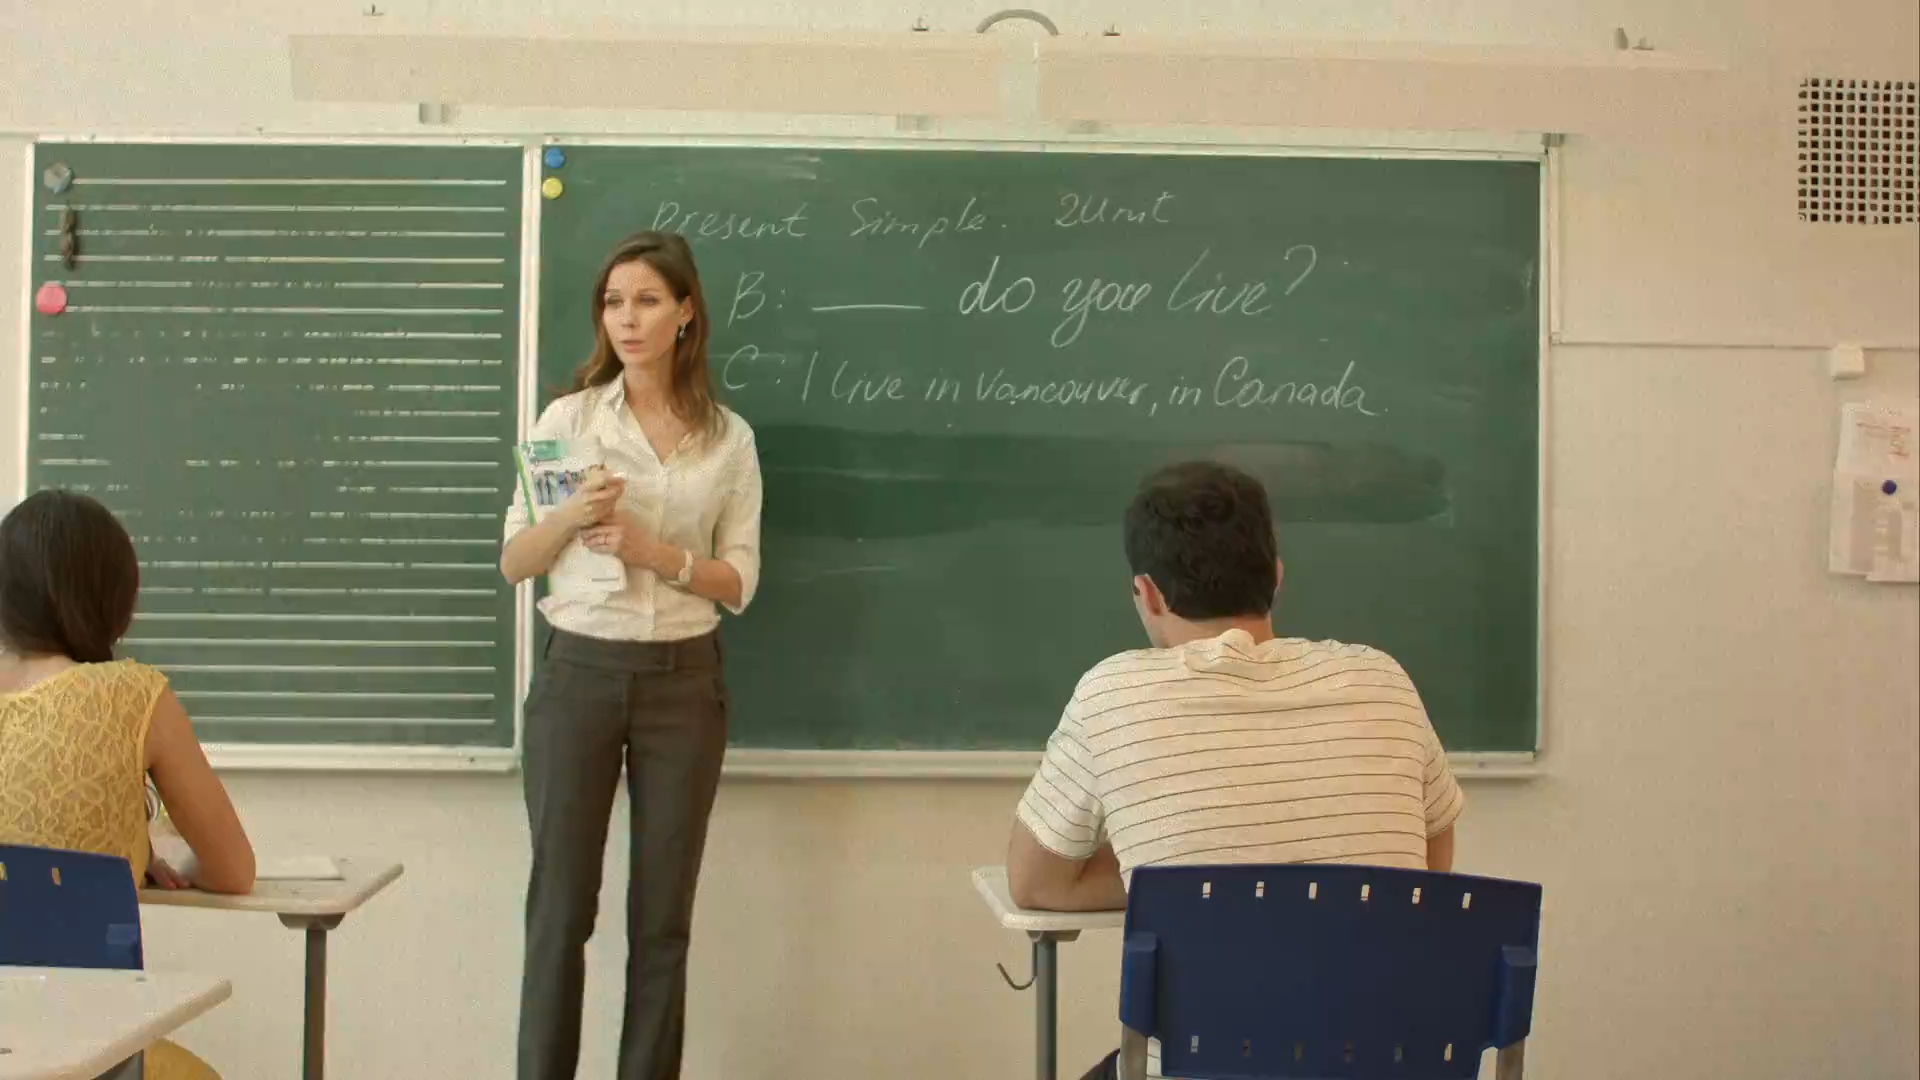 Present Simple. 2Unit
B: ____ do you live?
C: I live in Vancouver, in Canada.